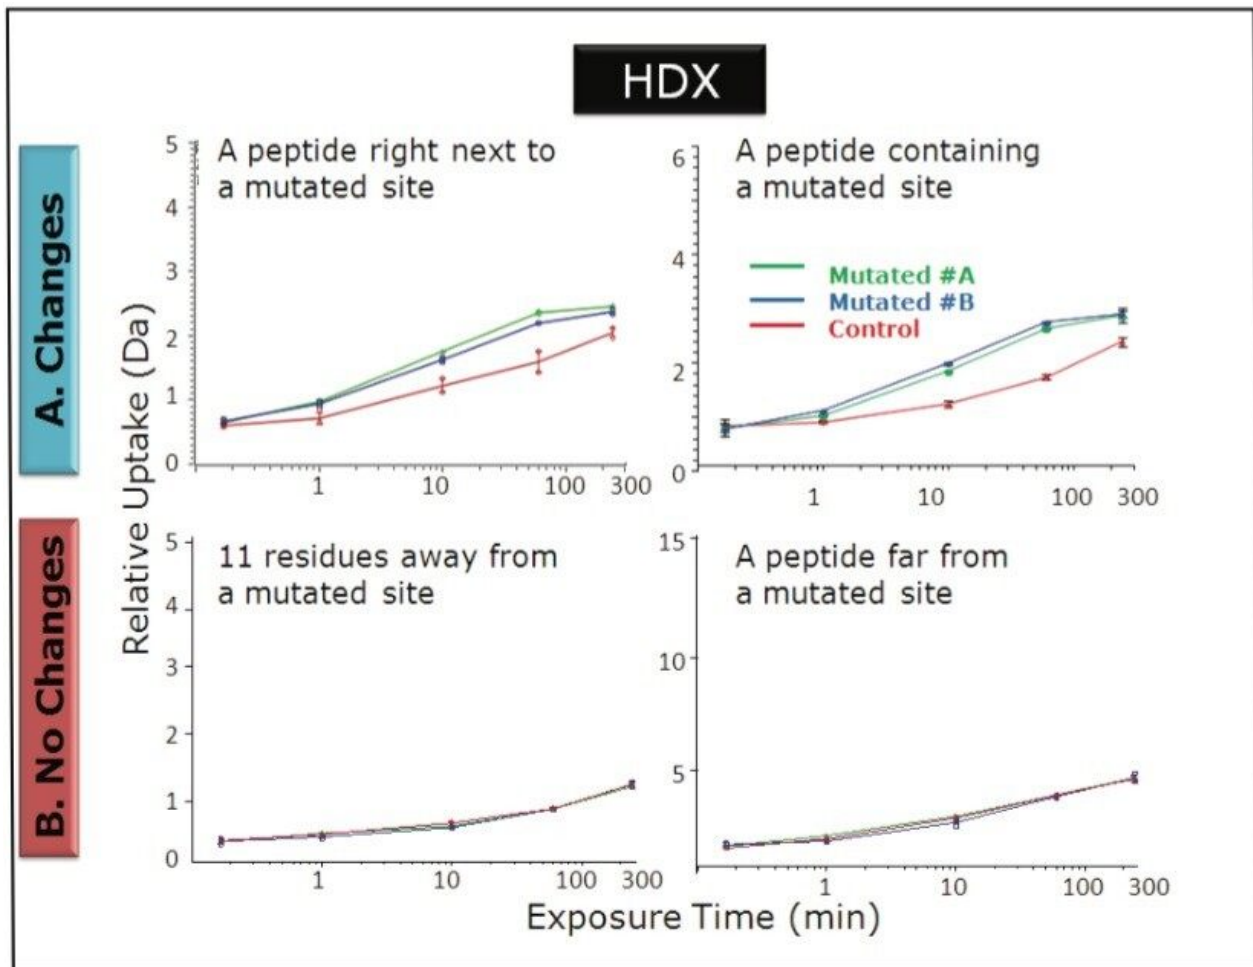 HDX
A. Changes
B. No Changes
Relative Uptake (Da)
A peptide right next to
a mutated site
5
4
3
2
1
0
1 10 100 300
A peptide containing
a mutated site
6
4
2
0
Mutated #A
Mutated #B
Control
1 10 100 300
11 residues away from
a mutated site
5
4
3
2
1
0
1 10 100 300
A peptide far from
a mutated site
15
10
5
1 10 100 300
Exposure Time (min)